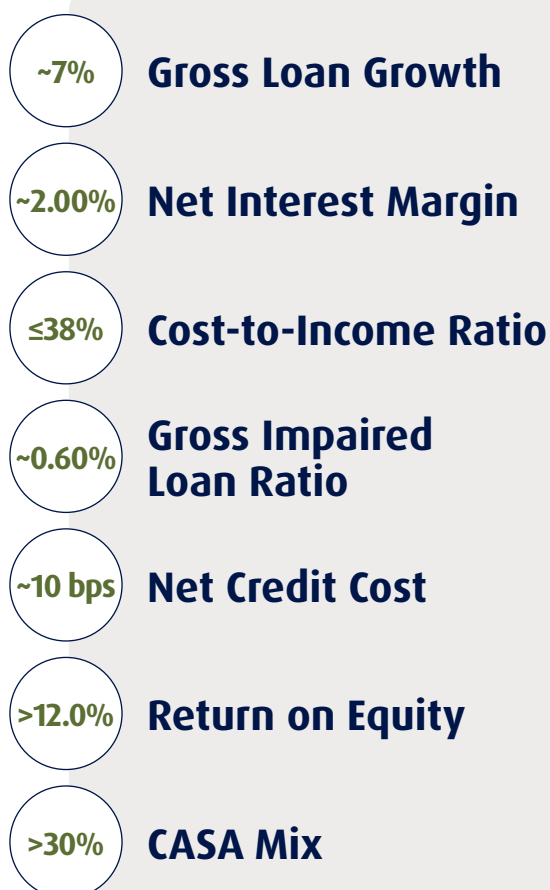 ~7% Gross Loan Growth
~2.00% Net Interest Margin
≤38% Cost-to-Income Ratio
~0.60% Gross Impaired
Loan Ratio
~10 bps Net Credit Cost
>12.0% Return on Equity
>30% CASA Mix